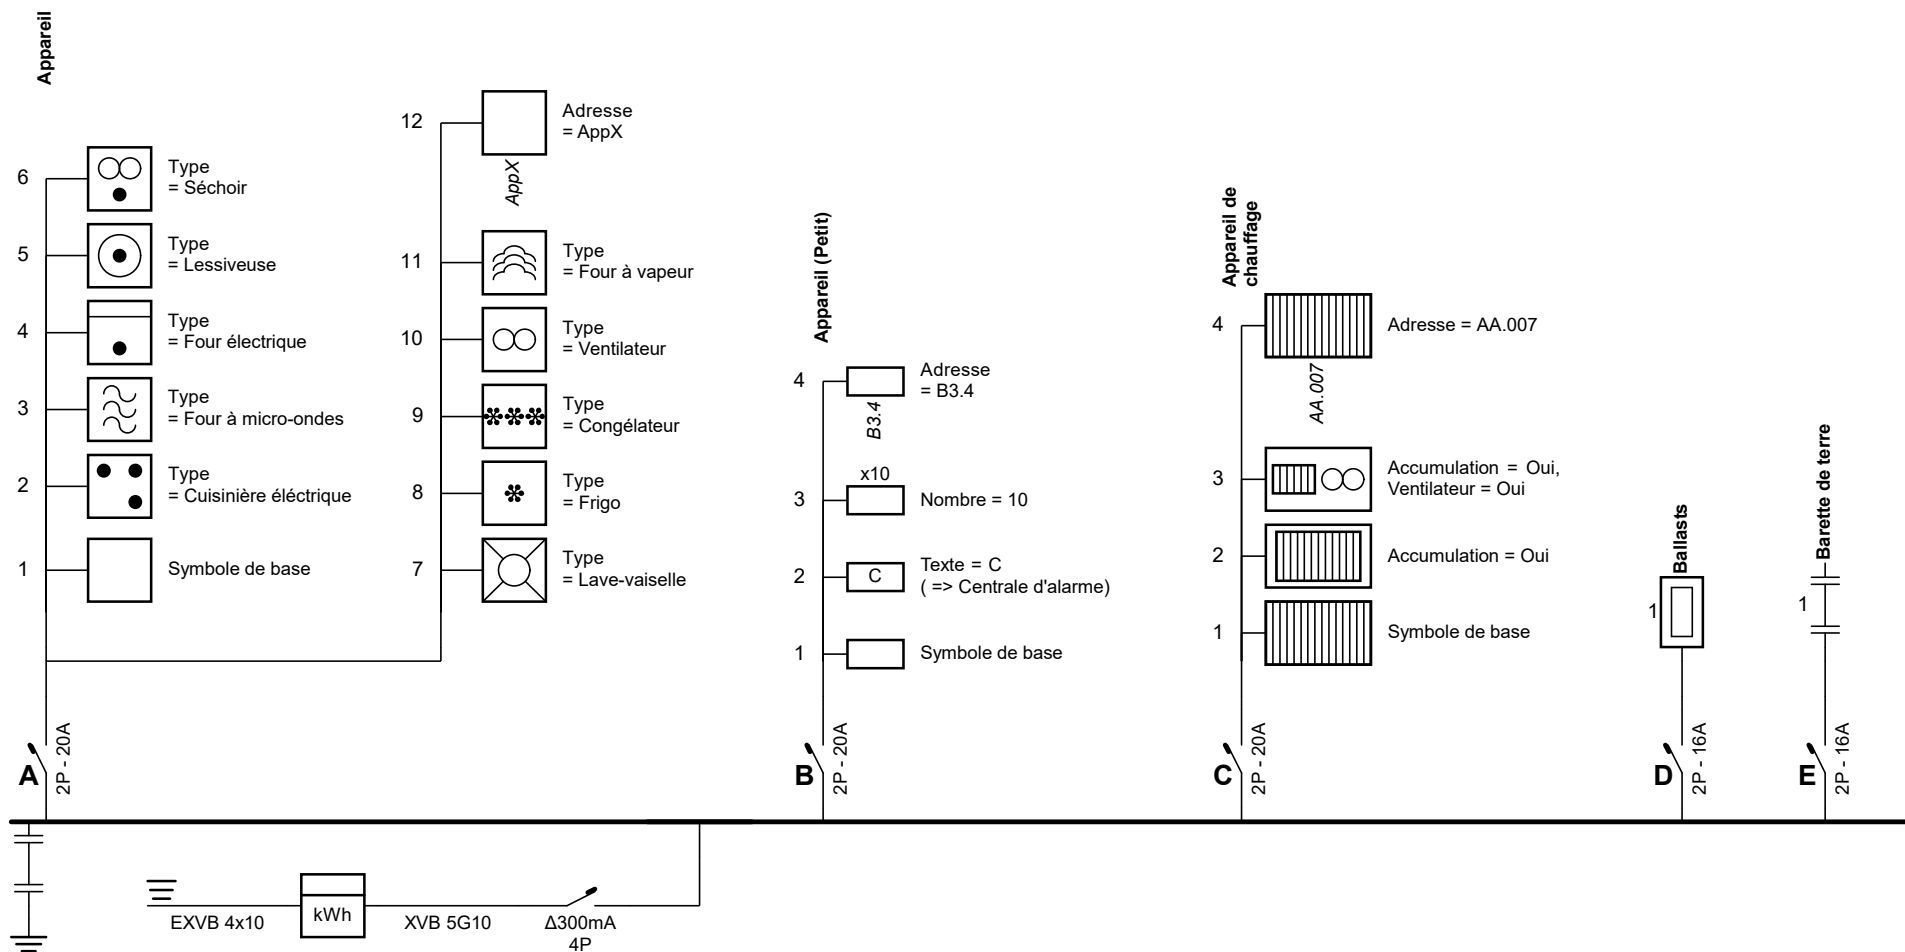 Appareil
6
Type
= Séchoir
5
Type
= Lessiveuse
4
Type
= Four électrique
3
Type
= Four à micro-ondes
2
Type
= Cuisinière éléctrique
1
Symbole de base
12
Adresse
= AppX
AppX
11
Type
= Four à vapeur
10
Type
= Ventilateur
9
Type
= Congélateur
8
Type
= Frigo
7
Type
= Lave-vaiselle
A
2P - 20A
Appareil (Petit)
4
Adresse
= B3.4
B3.4
x10
3
Nombre = 10
2
C
Texte = C
( => Centrale d'alarme)
1
Symbole de base
B
2P - 20A
Appareil de
chauffage
4
Adresse = AA.007
AA.007
3
Accumulation = Oui,
Ventilateur = Oui
2
Accumulation = Oui
1
Symbole de base
C
2P - 20A
Ballasts
1
D
2P - 16A
Barette de terre
1
E
2P - 16A
EXVB 4x10
kWh
XVB 5G10
Δ300mA
4P